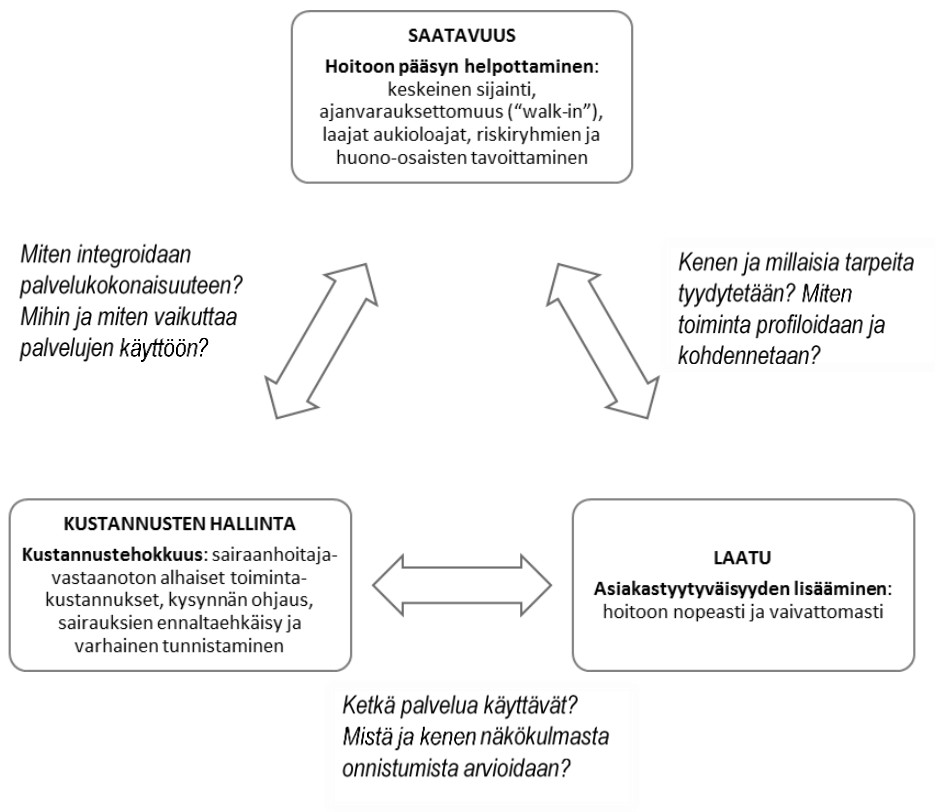 SAATAVUUS
Hoitoon pääsyn helpottaminen:
keskeinen sijainti,
ajanvarauksettomuus (“walk-in”),
laajat aukioloajat, riskiryhmien ja
huono-osaisten tavoittaminen
Miten integroidaan
palvelukokonaisuuteen?
Mihin ja miten vaikuttaa
palvelujen käyttöön?
Kenen ja millaisia tarpeita
tyydytetään? Miten
toiminta profiloidaan ja
kohdennetaan?
KUSTANNUSTEN HALLINTA
Kustannustehokkuus: sairaanhoitaja-
vastaanoton alhaiset toiminta-
kustannukset, kysynnän ohjaus,
sairauksien ennaltaehkäisy ja
varhainen tunnistaminen
LAATU
Asiakastyytyväisyyden lisääminen:
hoitoon nopeasti ja vaivattomasti
Ketkä palvelua käyttävät?
Mistä ja kenen näkökulmasta
onnistumista arvioidaan?